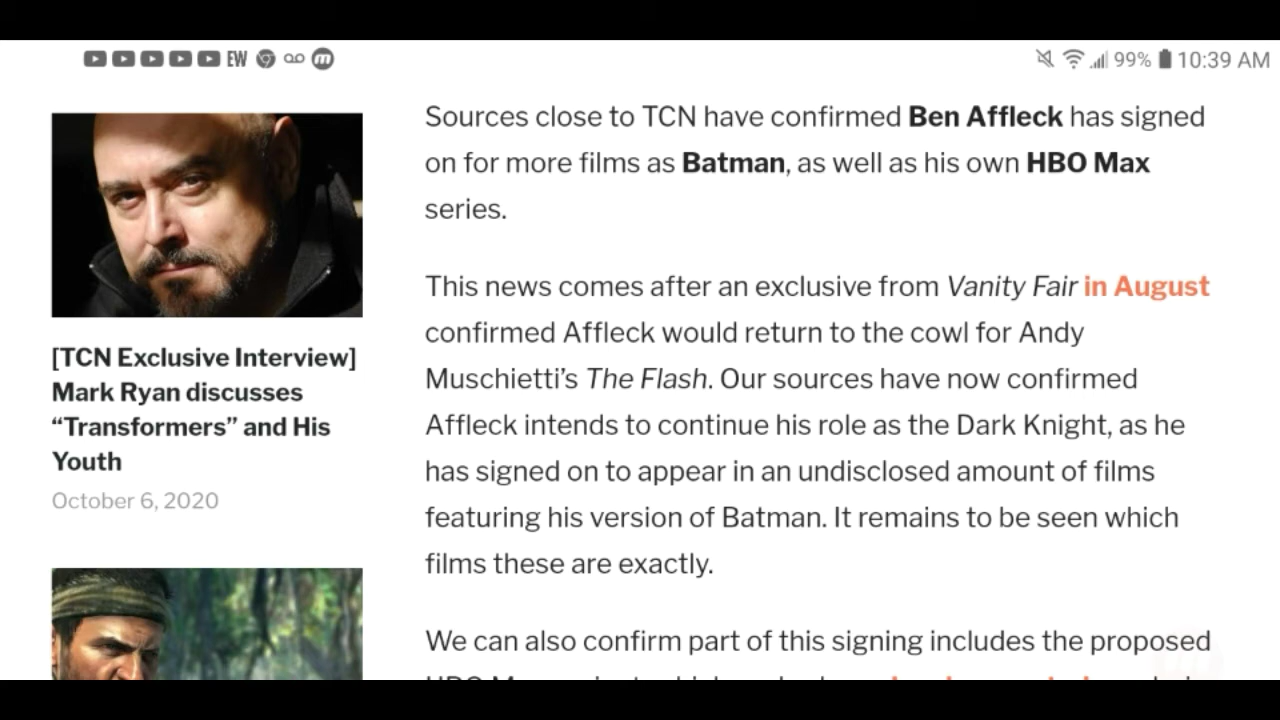 EW
99% 10:39 AM
Sources close to TCN have confirmed Ben Affleck has signed
on for more films as Batman, as well as his own HBO Max
series.
This news comes after an exclusive from Vanity Fair in August
confirmed Affleck would return to the cowl for Andy
Muschietti’s The Flash. Our sources have now confirmed
Affleck intends to continue his role as the Dark Knight, as he
has signed on to appear in an undisclosed amount of films
featuring his version of Batman. It remains to be seen which
films these are exactly.
We can also confirm part of this signing includes the proposed
[TCN Exclusive Interview]
Mark Ryan discusses
“Transformers” and His
Youth
October 6, 2020